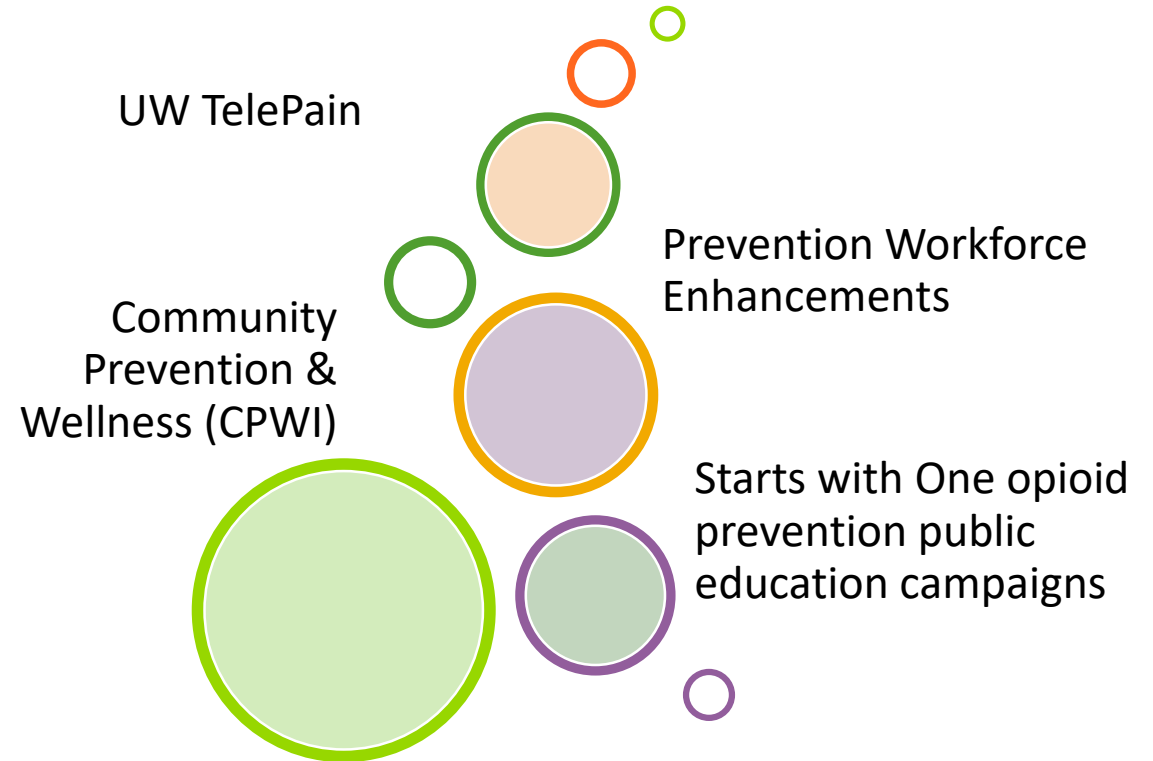 UW TelePain
Prevention Workforce
Enhancements
Community
Prevention &
Wellness (CPWI)
Starts with One opioid
prevention public
education campaigns